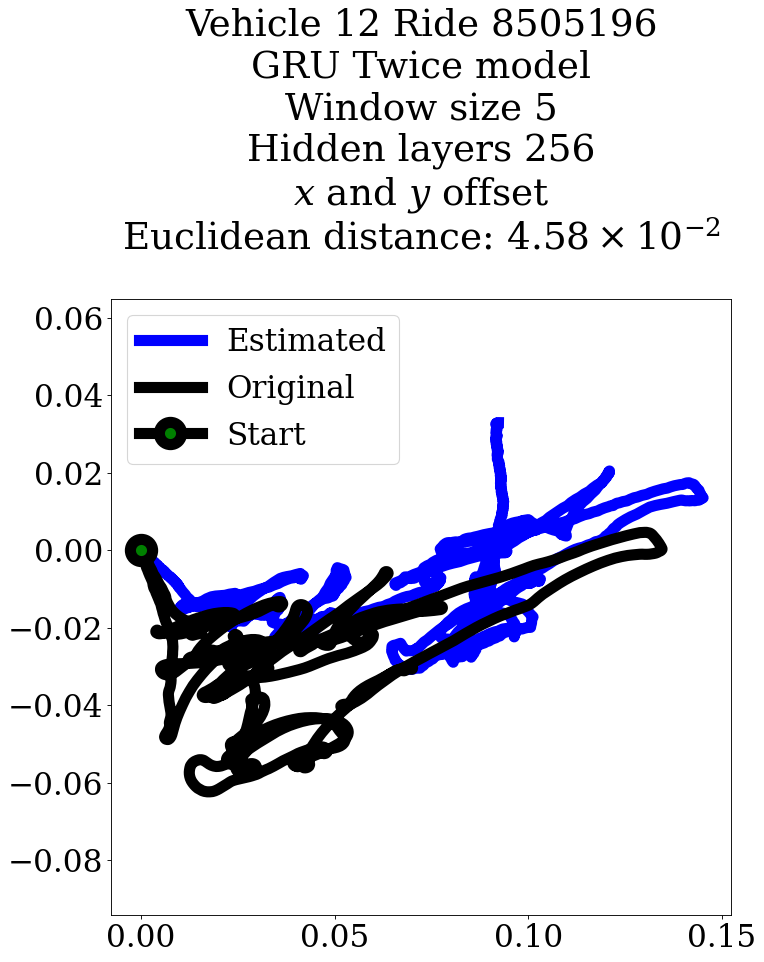 Vehicle 12 Ride 8505196
GRU Twice model
Window size 5
Hidden layers 256
x and y offset
Euclidean distance: 4.58 × 10⁻²
Estimated
Original
Start
0.06
0.04
0.02
0.00
−0.02
−0.04
−0.06
−0.08
0.00 0.05 0.10 0.15